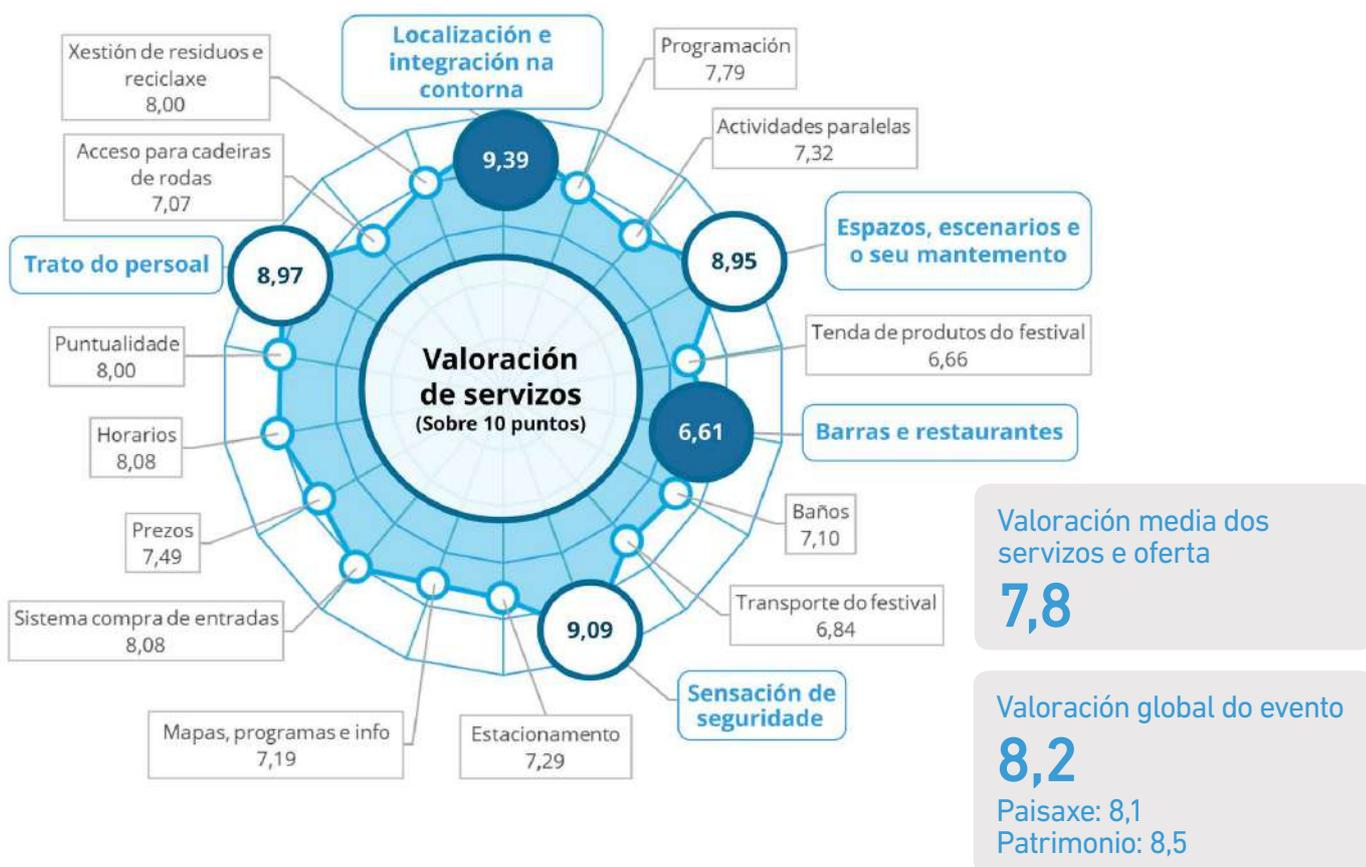 Localización e
integración na
contorna
9,39
Programación
7,79
Actividades paralelas
7,32
Espazos, escenarios e
o seu mantemento
8,95
Tenda de produtos do festival
6,66
Barras e restaurantes
6,61
Baños
7,10
Transporte do festival
6,84
Sensación de
seguridade
9,09
Estacionamento
7,29
Mapas, programas e info
7,19
Sistema compra de entradas
8,08
Prezos
7,49
Horarios
8,08
Puntualidade
8,00
Trato do persoal
8,97
Acceso para cadeiras
de rodas
7,07
Xestión de residuos e
reciclaxe
8,00
Valoración
de servizos
(Sobre 10 puntos)
Valoración media dos
servizos e oferta
7,8
Valoración global do evento
8,2
Paisaxe: 8,1
Patrimonio: 8,5